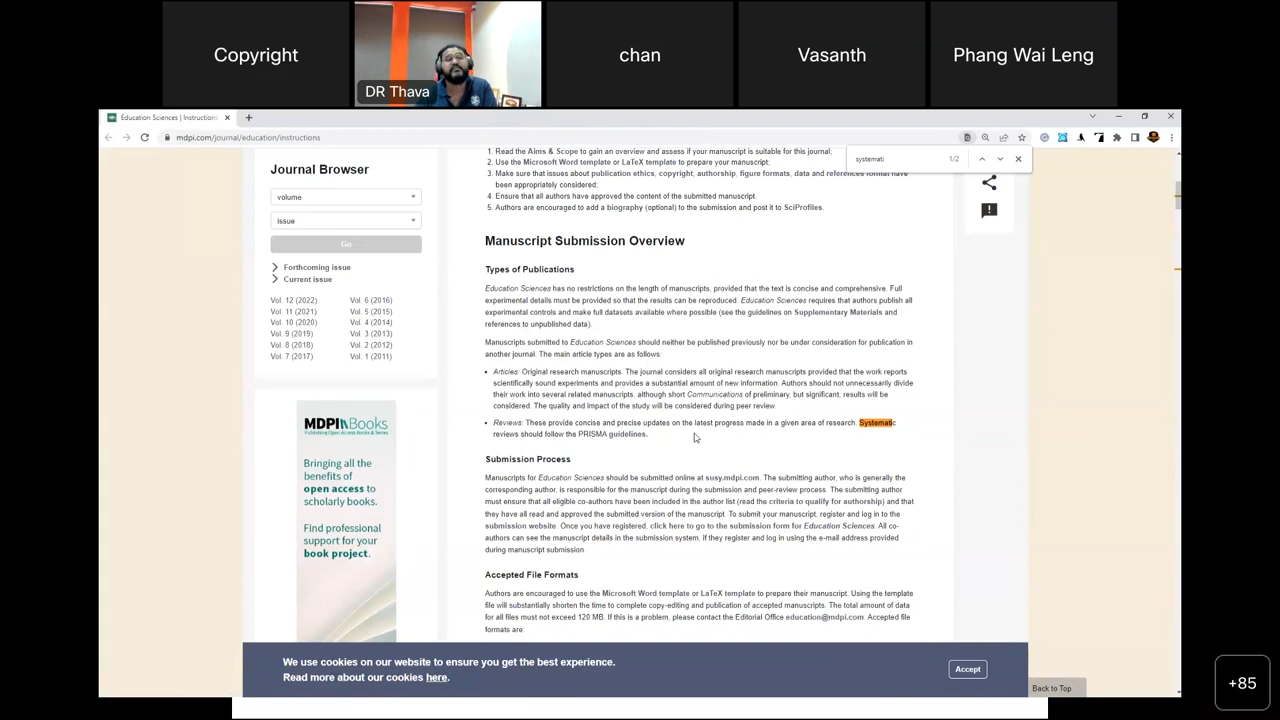 Copyright
DR Thava
chan
Vasanth
Phang Wai Leng
Education Sciences | Instructions
mdpi.com/journal/education/instructions
systemati
1/2
Journal Browser
volume
issue
Go
Forthcoming issue
Current issue
Vol. 12 (2022) Vol. 6 (2016)
Vol. 11 (2021) Vol. 5 (2015)
Vol. 10 (2020) Vol. 4 (2014)
Vol. 9 (2019) Vol. 3 (2013)
Vol. 8 (2018) Vol. 2 (2012)
Vol. 7 (2017) Vol. 1 (2011)
MDPI Books
Publishing Open Access Books & Series
Bringing all the
benefits of
open access to
scholarly books.
Find professional
support for your
book project.
1. Read the Aims & Scope to gain an overview and assess if your manuscript is suitable for this journal;
2. Use the Microsoft Word template or LaTeX template to prepare your manuscript;
3. Make sure that issues about publication ethics, copyright, authorship, figure formats, data and references format have
been appropriately considered;
4. Ensure that all authors have approved the content of the submitted manuscript.
5. Authors are encouraged to add a biography (optional) to the submission and post it to SciProfiles.
Manuscript Submission Overview
Types of Publications
Education Sciences has no restrictions on the length of manuscripts, provided that the text is concise and comprehensive. Full
experimental details must be provided so that the results can be reproduced. Education Sciences requires that authors publish all
experimental controls and make full datasets available where possible (see the guidelines on Supplementary Materials and
references to unpublished data).
Manuscripts submitted to Education Sciences should neither be published previously nor be under consideration for publication in
another journal. The main article types are as follows:
• Articles: Original research manuscripts. The journal considers all original research manuscripts provided that the work reports
scientifically sound experiments and provides a substantial amount of new information. Authors should not unnecessarily divide
their work into several related manuscripts, although short Communications of preliminary, but significant, results will be
considered. The quality and impact of the study will be considered during peer review.
• Reviews: These provide concise and precise updates on the latest progress made in a given area of research. Systematic
reviews should follow the PRISMA guidelines.
Submission Process
Manuscripts for Education Sciences should be submitted online at susy.mdpi.com. The submitting author, who is generally the
corresponding author, is responsible for the manuscript during the submission and peer-review process. The submitting author
must ensure that all eligible co-authors have been included in the author list (read the criteria to qualify for authorship) and that
they have all read and approved the submitted version of the manuscript. To submit your manuscript, register and log in to the
submission website. Once you have registered, click here to go to the submission form for Education Sciences. All co-
authors can see the manuscript details in the submission system, if they register and log in using the e-mail address provided
during manuscript submission.
Accepted File Formats
Authors are encouraged to use the Microsoft Word template or LaTeX template to prepare their manuscript. Using the template
file will substantially shorten the time to complete copy-editing and publication of accepted manuscripts. The total amount of data
for all files must not exceed 120 MB. If this is a problem, please contact the Editorial Office education@mdpi.com. Accepted file
formats are:
We use cookies on our website to ensure you get the best experience.
Read more about our cookies here.
Accept
Back to Top
+85